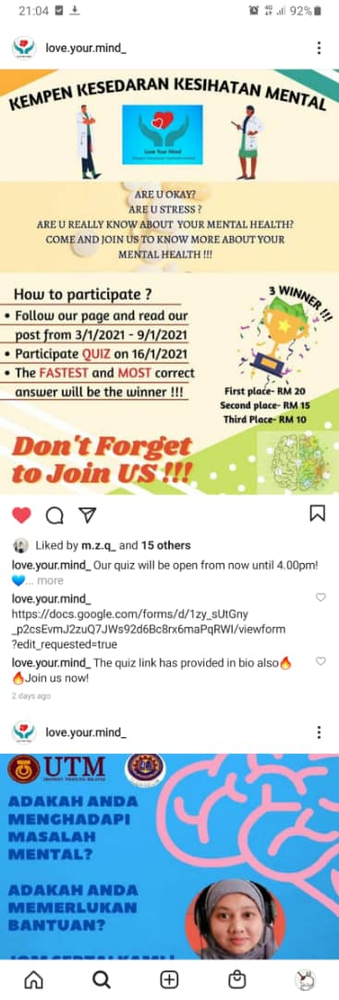 21:04
4G
92%
love.your.mind_
KEMPEN KESEDARAN KESIHATAN MENTAL
Love Your Mind
ARE U OKAY?
ARE U STRESS ?
ARE U REALLY KNOW ABOUT YOUR MENTAL HEALTH?
COME AND JOIN US TO KNOW MORE ABOUT YOUR
MENTAL HEALTH !!!
How to participate ?
• Follow our page and read our
post from 3/1/2021 - 9/1/2021
• Participate QUIZ on 16/1/2021
• The FASTEST and MOST correct
answer will be the winner !!!
3 WINNER !!!
First place- RM 20
Second place- RM 15
Third Place- RM 10
Don't Forget
to Join US !!!
Liked by m.z.q_ and 15 others
love.your.mind_ Our quiz will be open from now until 4.00pm!
💙... more
love.your.mind_
https://docs.google.com/forms/d/1zy_sUtGny
_p2csEvmJ2zuQ7JWs92d6Bc8rx6maPqRWI/viewform
?edit_requested=true
love.your.mind_ The quiz link has provided in bio also🔥
🔥Join us now!
2 days ago
love.your.mind_
UTM
ADAKAH ANDA
MENGHADAPI
MASALAH
MENTAL?
ADAKAH ANDA
MEMERLUKAN
BANTUAN?